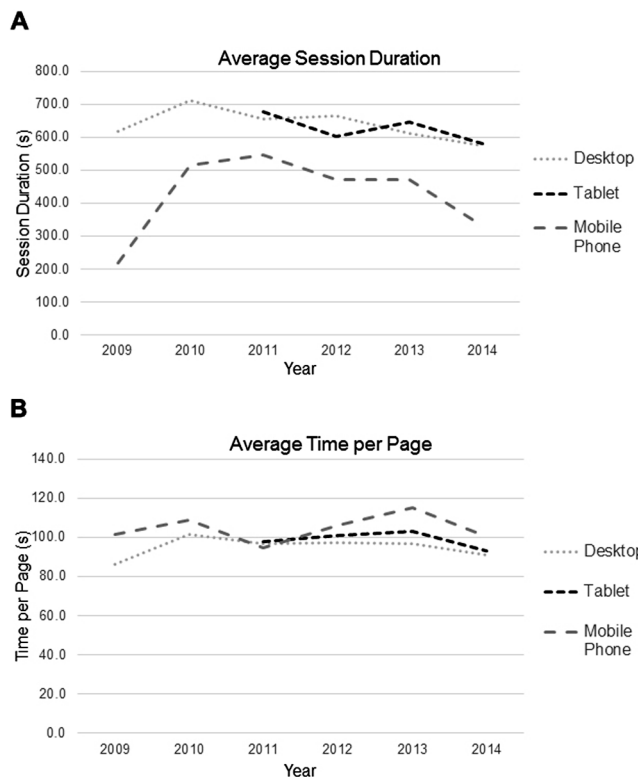 A
Average Session Duration
800.0
700.0
600.0
500.0
400.0
300.0
200.0
100.0
0.0
Session Duration (s)
2009 2010 2011 2012 2013 2014
Year
Desktop
Tablet
Mobile
Phone
B
Average Time per Page
140.0
120.0
100.0
80.0
60.0
40.0
20.0
0.0
Time per Page (s)
2009 2010 2011 2012 2013 2014
Year
Desktop
Tablet
Mobile
Phone